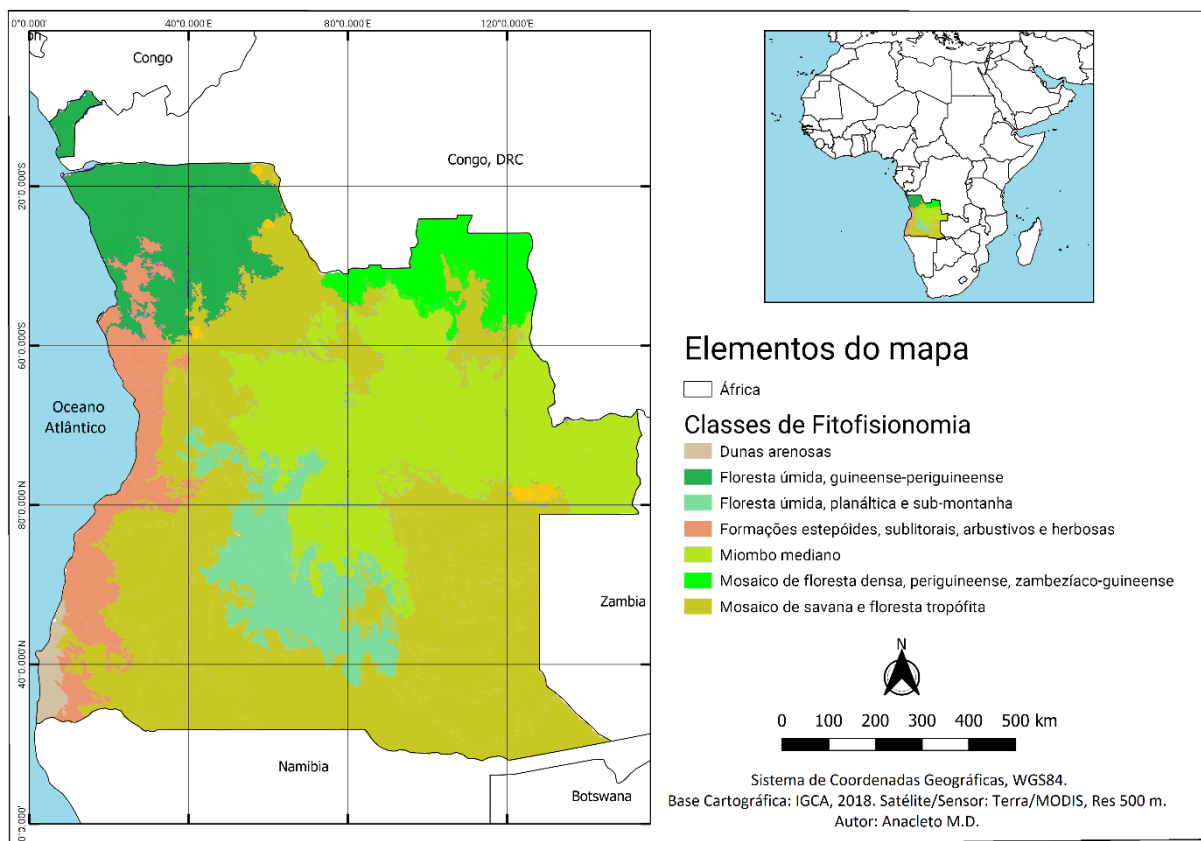 0°0.000'
40°0.000'E
80°0.000'E
120°0.000'E
on
Congo
Congo, DRC
20°0.000'S
60°0.000'S
80°0.000'N
40°0.000'N
0°0.000'
Oceano
Atlântico
Zambia
Namibia
Botswana
Elementos do mapa
África
Classes de Fitofisionomia
Dunas arenosas
Floresta úmida, guineense-periguineense
Floresta úmida, planáltica e sub-montanha
Formações estepóides, sublitorais, arbustivos e herbosas
Miombo mediano
Mosaico de floresta densa, periguineense, zambezíaco-guineense
Mosaico de savana e floresta tropófita
N
0 100 200 300 400 500 km
Sistema de Coordenadas Geográficas, WGS84.
Base Cartográfica: IGCA, 2018. Satélite/Sensor: Terra/MODIS, Res 500 m.
Autor: Anacleto M.D.